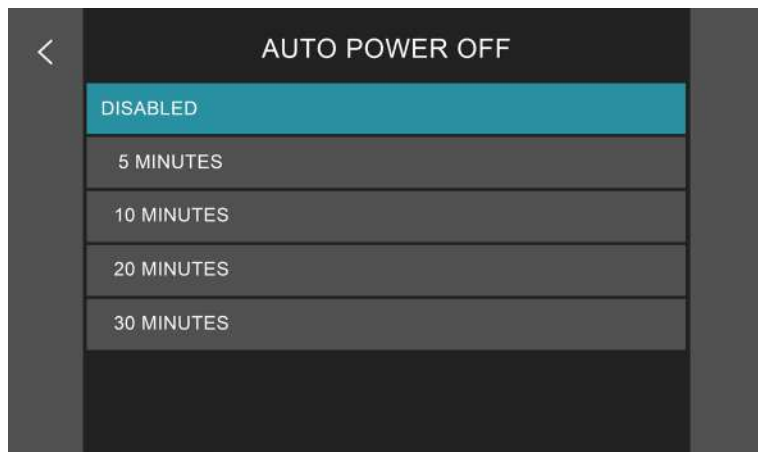 AUTO POWER OFF
DISABLED
5 MINUTES
10 MINUTES
20 MINUTES
30 MINUTES